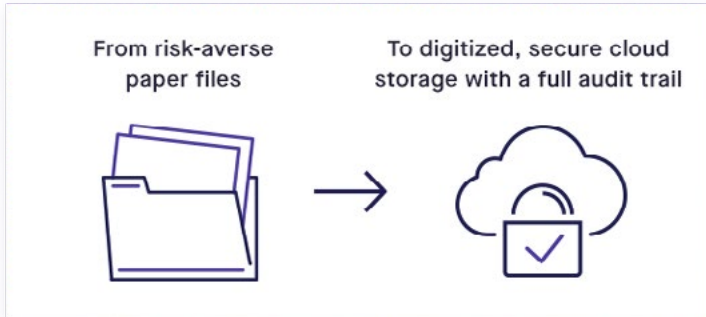 From risk-averse
paper files
To digitized, secure cloud
storage with a full audit trail